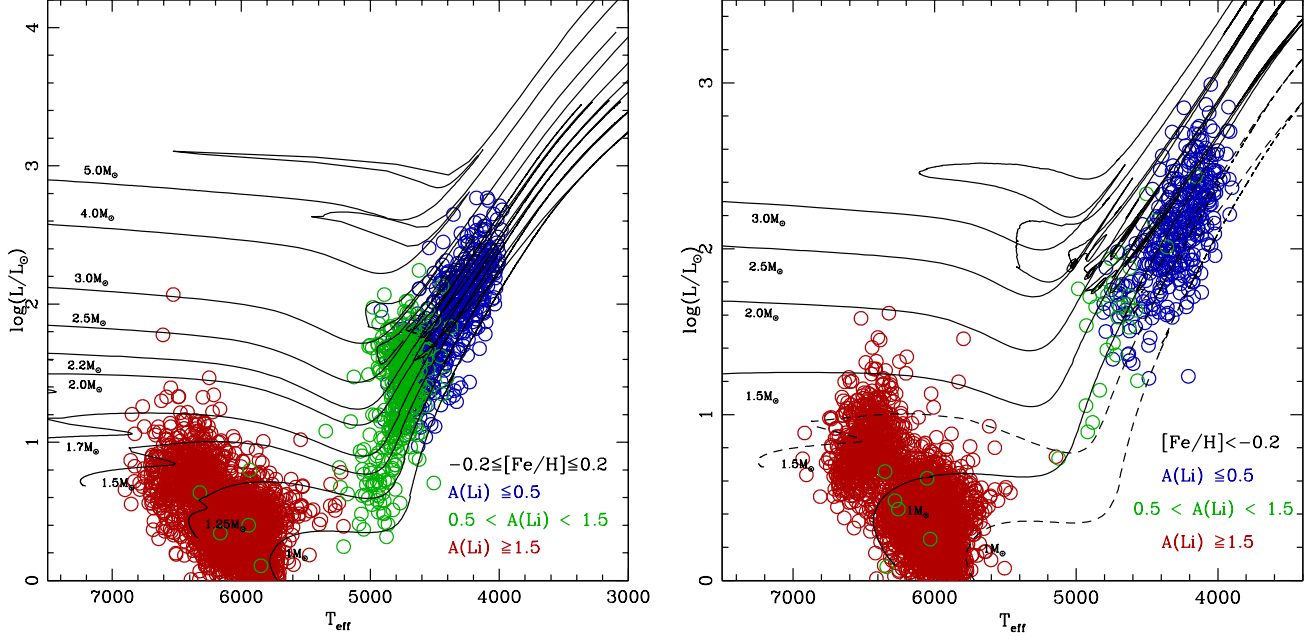 4
3
2
1
0
log(L/L⊙)
5.0M⊙
4.0M⊙
3.0M⊙
2.5M⊙
2.2M⊙
2.0M⊙
1.7M⊙
1.5M⊙
1.25M⊙
1M⊙
−0.2≦[Fe/H]≦0.2
A(Li) ≦0.5
0.5 < A(Li) < 1.5
A(Li) ≧1.5
7000 6000 5000 4000 3000
Teff
3
2
1
0
log(L/L⊙)
3.0M⊙
2.5M⊙
2.0M⊙
1.5M⊙
1.5M⊙
1M⊙
1M⊙
[Fe/H]<−0.2
A(Li) ≦0.5
0.5 < A(Li) < 1.5
A(Li) ≧1.5
7000 6000 5000 4000
Teff